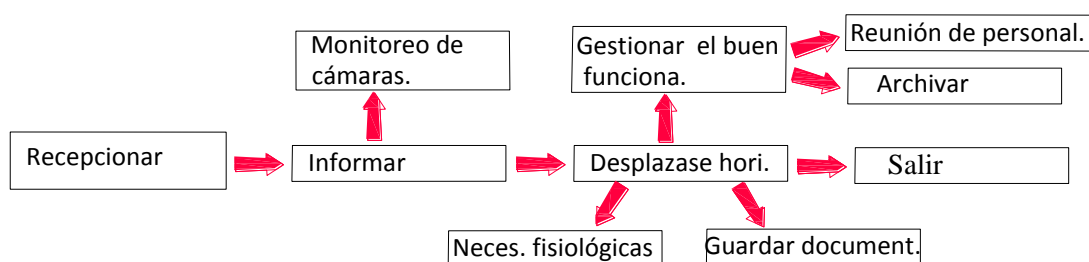 Reunión de personal.
Monitoreo de
cámaras.
Gestionar el buen
funciona.
Archivar
Recepcionar
Informar
Desplazase hori.
Salir
Neces. fisiológicas
Guardar document.